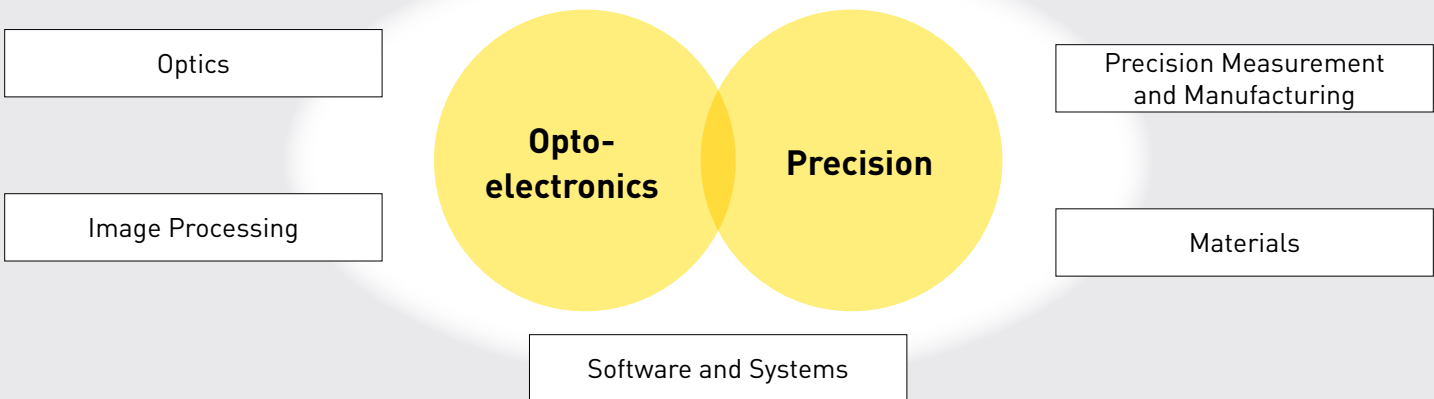 Optics
Image Processing
Opto-
electronics
Precision
Precision Measurement
and Manufacturing
Materials
Software and Systems